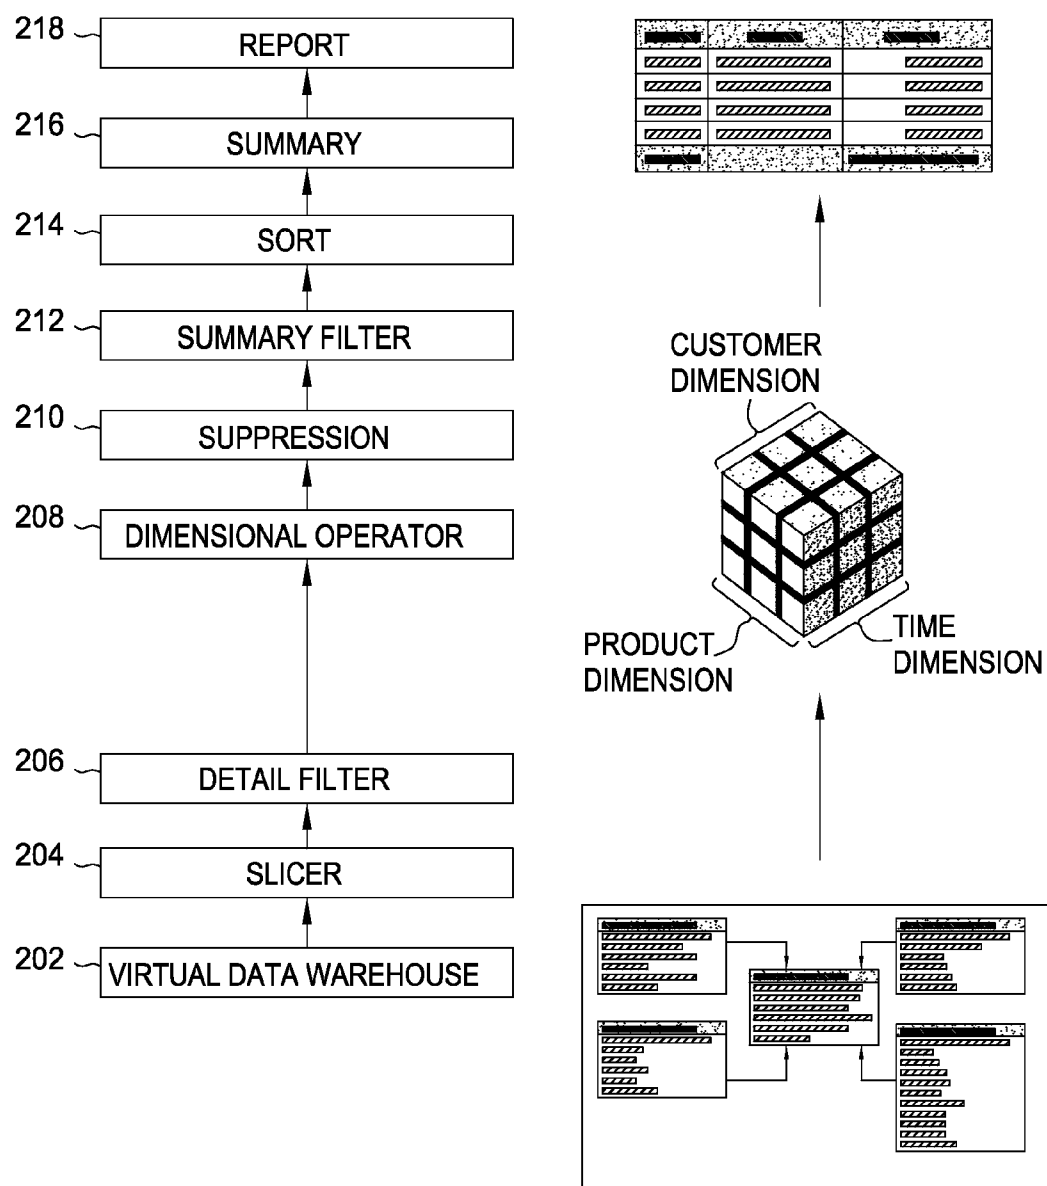 218
REPORT
216
SUMMARY
214
SORT
212
SUMMARY FILTER
210
SUPPRESSION
208
DIMENSIONAL OPERATOR
206
DETAIL FILTER
204
SLICER
202
VIRTUAL DATA WAREHOUSE
CUSTOMER
DIMENSION
PRODUCT
DIMENSION
TIME
DIMENSION